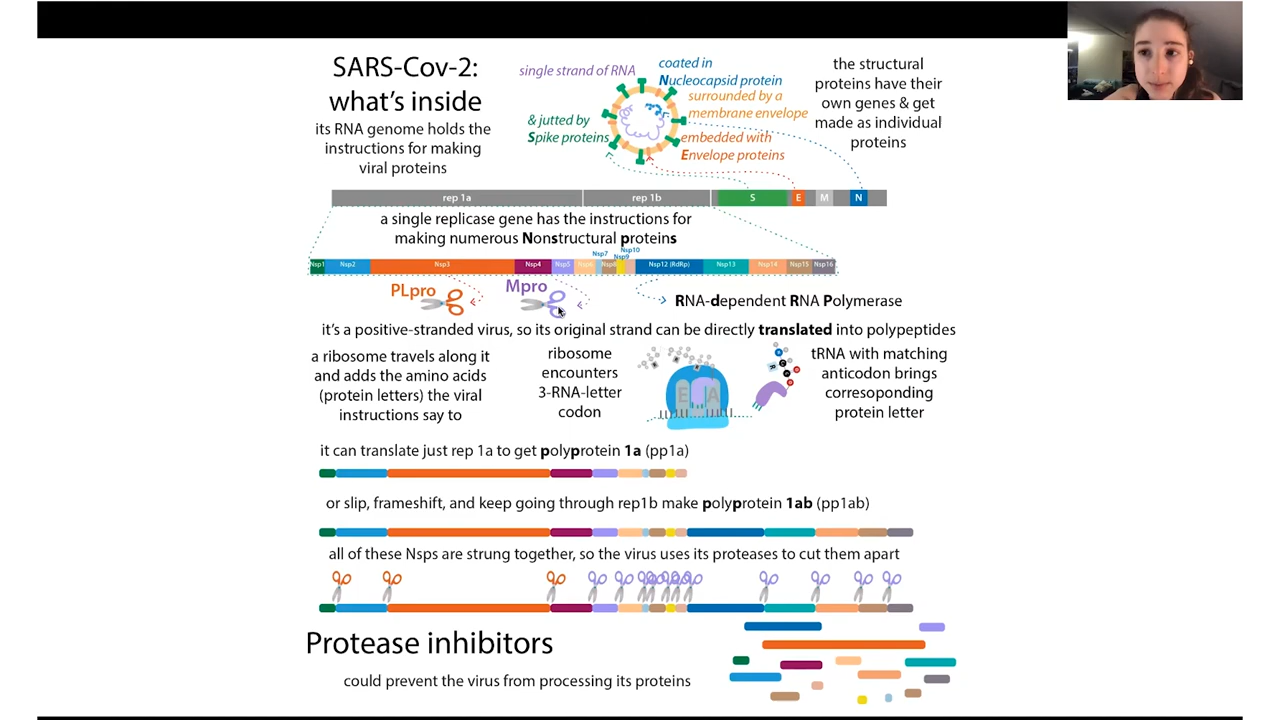 SARS-Cov-2:
what's inside
its RNA genome holds the
instructions for making
viral proteins
single strand of RNA
coated in
Nucleocapsid protein
surrounded by a
membrane envelope
& jutted by
Spike proteins
embedded with
Envelope proteins
the structural
proteins have their
own genes & get
made as individual
proteins
rep 1a
rep 1b
S
E
M
N
a single replicase gene has the instructions for
making numerous Nonstructural proteins
Nsp1
Nsp2
Nsp3
Nsp4
Nsp5
Nsp6
Nsp7
Nsp8
Nsp9
Nsp10
Nsp12 (RdRp)
Nsp13
Nsp14
Nsp15
Nsp16
PLpro
Mpro
RNA-dependent RNA Polymerase
it's a positive-stranded virus, so its original strand can be directly translated into polypeptides
a ribosome travels along it
and adds the amino acids
(protein letters) the viral
instructions say to
ribosome
encounters
3-RNA-letter
codon
E A
tRNA with matching
anticodon brings
corresoponding
protein letter
it can translate just rep 1a to get polyprotein 1a (pp1a)
or slip, frameshift, and keep going through rep1b make polyprotein 1ab (pp1ab)
all of these Nsps are strung together, so the virus uses its proteases to cut them apart
Protease inhibitors
could prevent the virus from processing its proteins